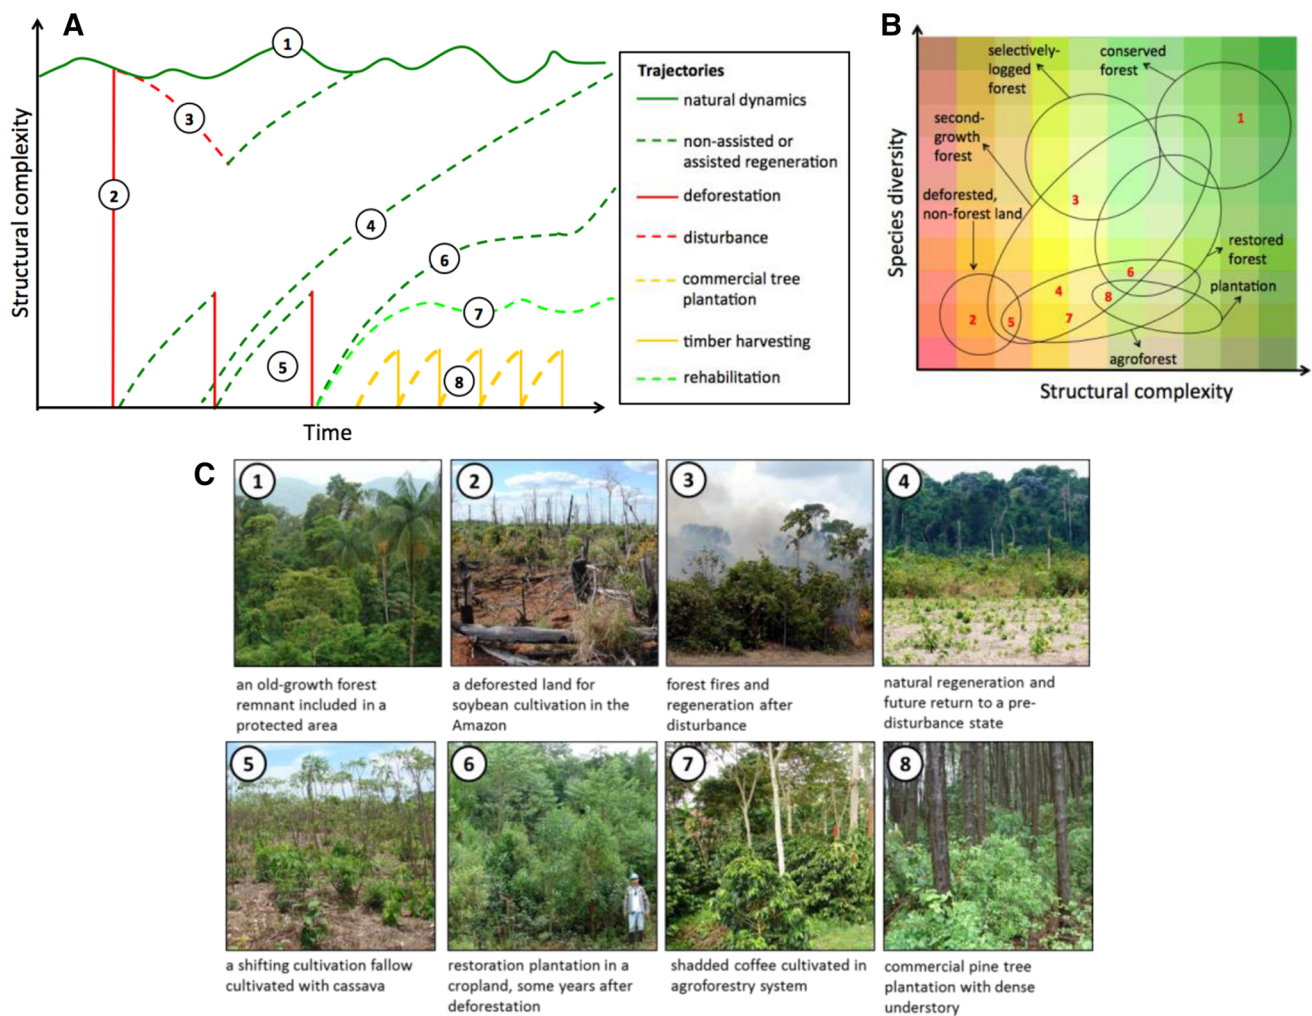 A
Structural complexity
Time
1
2
3
4
5
6
7
8
Trajectories
natural dynamics
non-assisted or
assisted regeneration
deforestation
disturbance
commercial tree
plantation
timber harvesting
rehabilitation
B
Species diversity
Structural complexity
selectively-
logged
forest
conserved
forest
second-
growth
forest
deforested,
non-forest land
restored
forest
plantation
agroforest
1
3
6
4
8
2
5
7
C
1
an old-growth forest
remnant included in a
protected area
2
a deforested land for
soybean cultivation in the
Amazon
3
forest fires and
regeneration after
disturbance
4
natural regeneration and
future return to a pre-
disturbance state
5
a shifting cultivation fallow
cultivated with cassava
6
restoration plantation in a
cropland, some years after
deforestation
7
shadded coffee cultivated in
agroforestry system
8
commercial pine tree
plantation with dense
understory